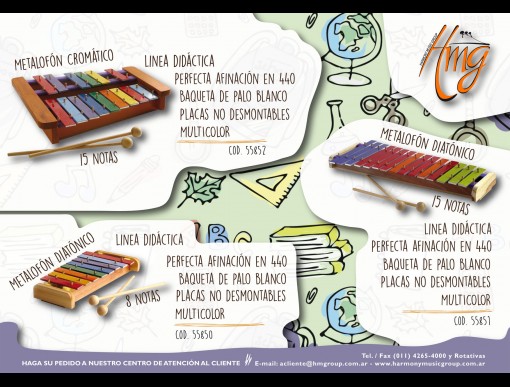 METALOFÓN CROMÁTICO
LINEA DIDÁCTICA
PERFECTA AFINACIÓN EN 440
BAQUETA DE PALO BLANCO
PLACAS NO DESMONTABLES
MULTICOLOR
COD. 55852
15 NOTAS
hmg
METALOFÓN DIATÓNICO
15 NOTAS
LINEA DIDÁCTICA
PERFECTA AFINACIÓN EN 440
BAQUETA DE PALO BLANCO
PLACAS NO DESMONTABLES
MULTICOLOR
COD. 55851
METALOFÓN DIATÓNICO
LINEA DIDÁCTICA
PERFECTA AFINACIÓN EN 440
BAQUETA DE PALO BLANCO
PLACAS NO DESMONTABLES
MULTICOLOR
COD. 55850
8 NOTAS
B
C
HAGA SU PEDIDO A NUESTRO CENTRO DE ATENCIÓN AL CLIENTE
Tel. / Fax (011) 4265-4000 y Rotativas
E-mail: acliente@hmgroup.com.ar - www.harmonymusicgroup.com.ar